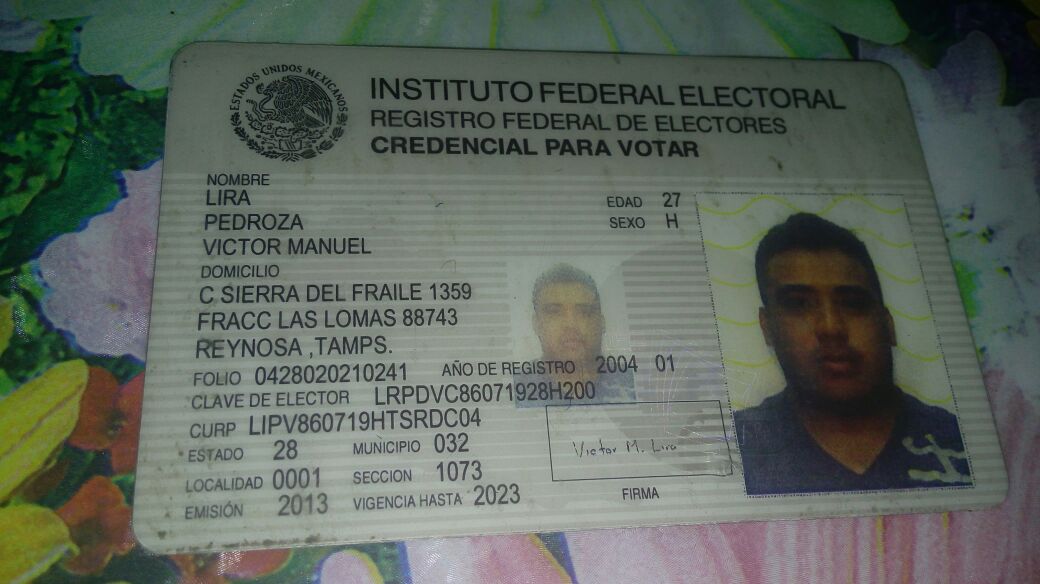 ESTADOS UNIDOS MEXICANOS
INSTITUTO FEDERAL ELECTORAL
REGISTRO FEDERAL DE ELECTORES
CREDENCIAL PARA VOTAR
NOMBRE
LIRA
PEDROZA
VICTOR MANUEL
EDAD 27
SEXO H
DOMICILIO
C SIERRA DEL FRAILE 1359
FRACC LAS LOMAS 88743
REYNOSA ,TAMPS.
FOLIO 0428020210241 AÑO DE REGISTRO 2004 01
CLAVE DE ELECTOR LRPDVC86071928H200
CURP LIPV860719HTSRDC04
ESTADO 28 MUNICIPIO 032
LOCALIDAD 0001 SECCION 1073
EMISIÓN 2013 VIGENCIA HASTA 2023
Victor M. Lira
FIRMA